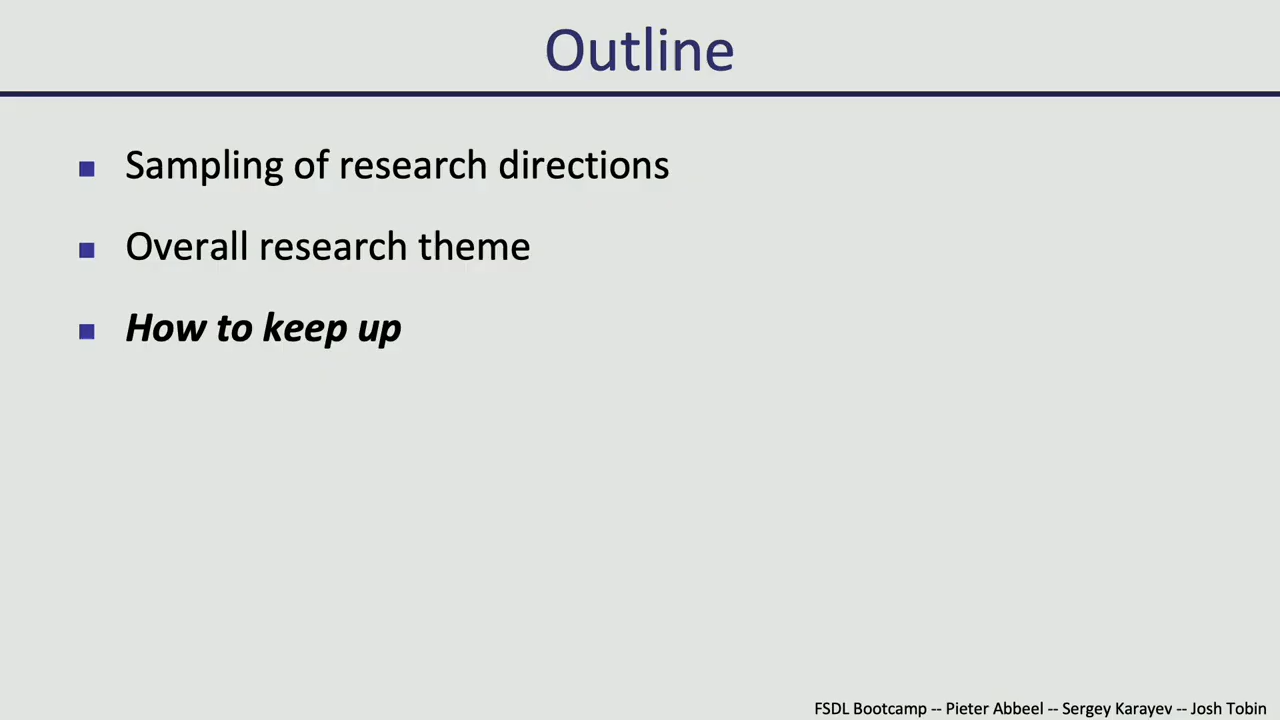 Outline
Sampling of research directions
Overall research theme
How to keep up
FSDL Bootcamp -- Pieter Abbeel -- Sergey Karayev -- Josh Tobin